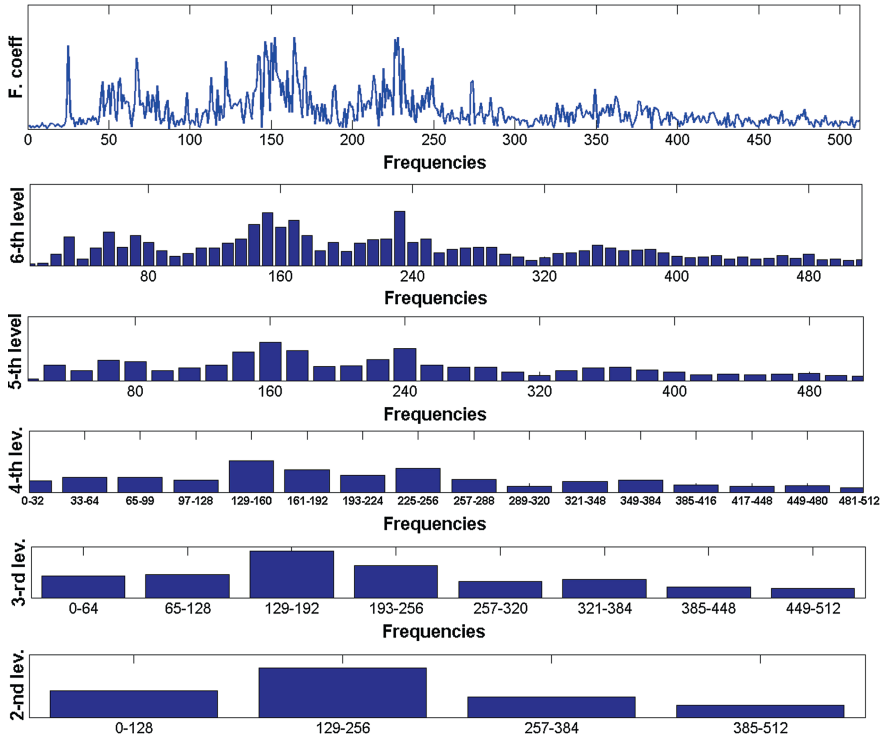 F. coeff
0 50 100 150 200 250 300 350 400 450 500
Frequencies
6-th level
80 160 240 320 400 480
Frequencies
5-th level
80 160 240 320 400 480
Frequencies
4-th lev.
0-32 33-64 65-99 97-128 129-160 161-192 193-224 225-256 257-288 289-320 321-348 349-384 385-416 417-448 449-480 481-512
Frequencies
3-rd lev.
0-64 65-128 129-192 193-256 257-320 321-384 385-448 449-512
Frequencies
2-nd lev.
0-128 129-256 257-384 385-512